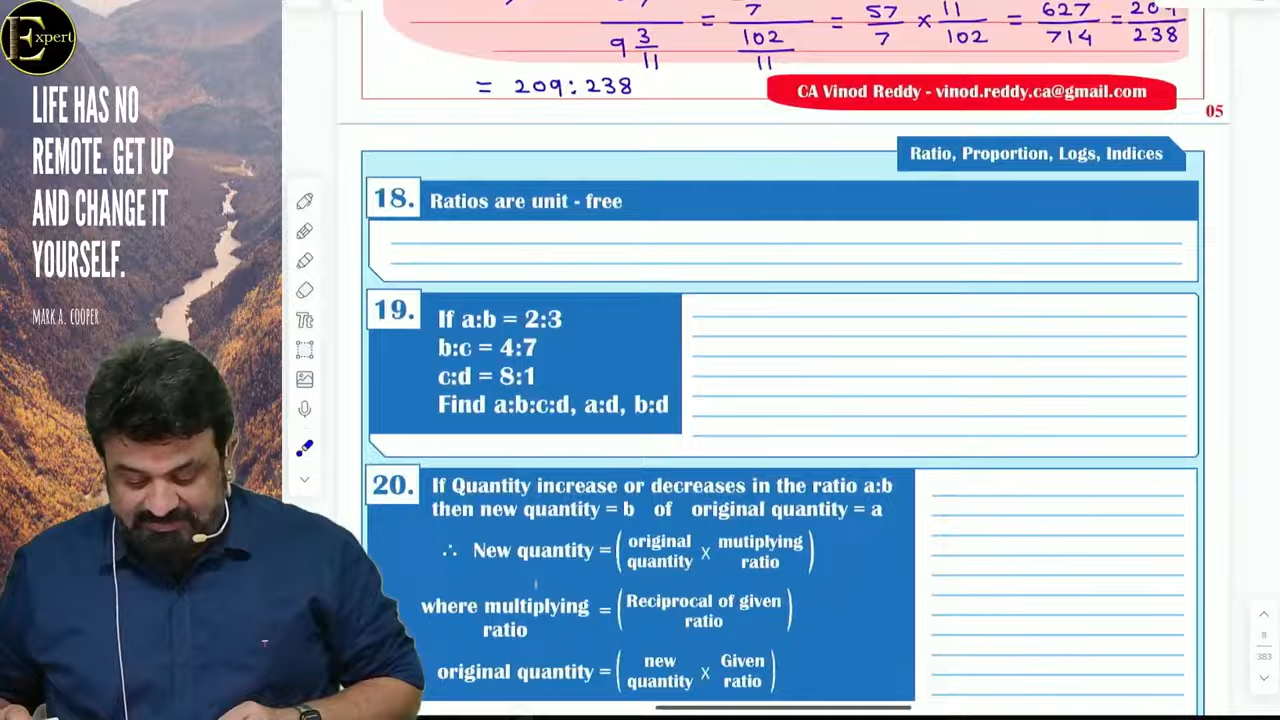 Expert
LIFE HAS NO
REMOTE. GET UP
AND CHANGE IT
YOURSELF.
MARK A. COOPER
9 3/11
= 7
102
11
= 57/7 × 11/102 = 627/714 = 209/238
= 209:238
CA Vinod Reddy - vinod.reddy.ca@gmail.com
05
Ratio, Proportion, Logs, Indices
18. Ratios are unit - free
19. If a:b = 2:3
b:c = 4:7
c:d = 8:1
Find a:b:c:d, a:d, b:d
20. If Quantity increase or decreases in the ratio a:b
then new quantity = b of original quantity = a
∴ New quantity = (original quantity x mutiplying ratio)
where multiplying ratio = (Reciprocal of given ratio)
original quantity = (new quantity x Given ratio)
Tt
T
8
383